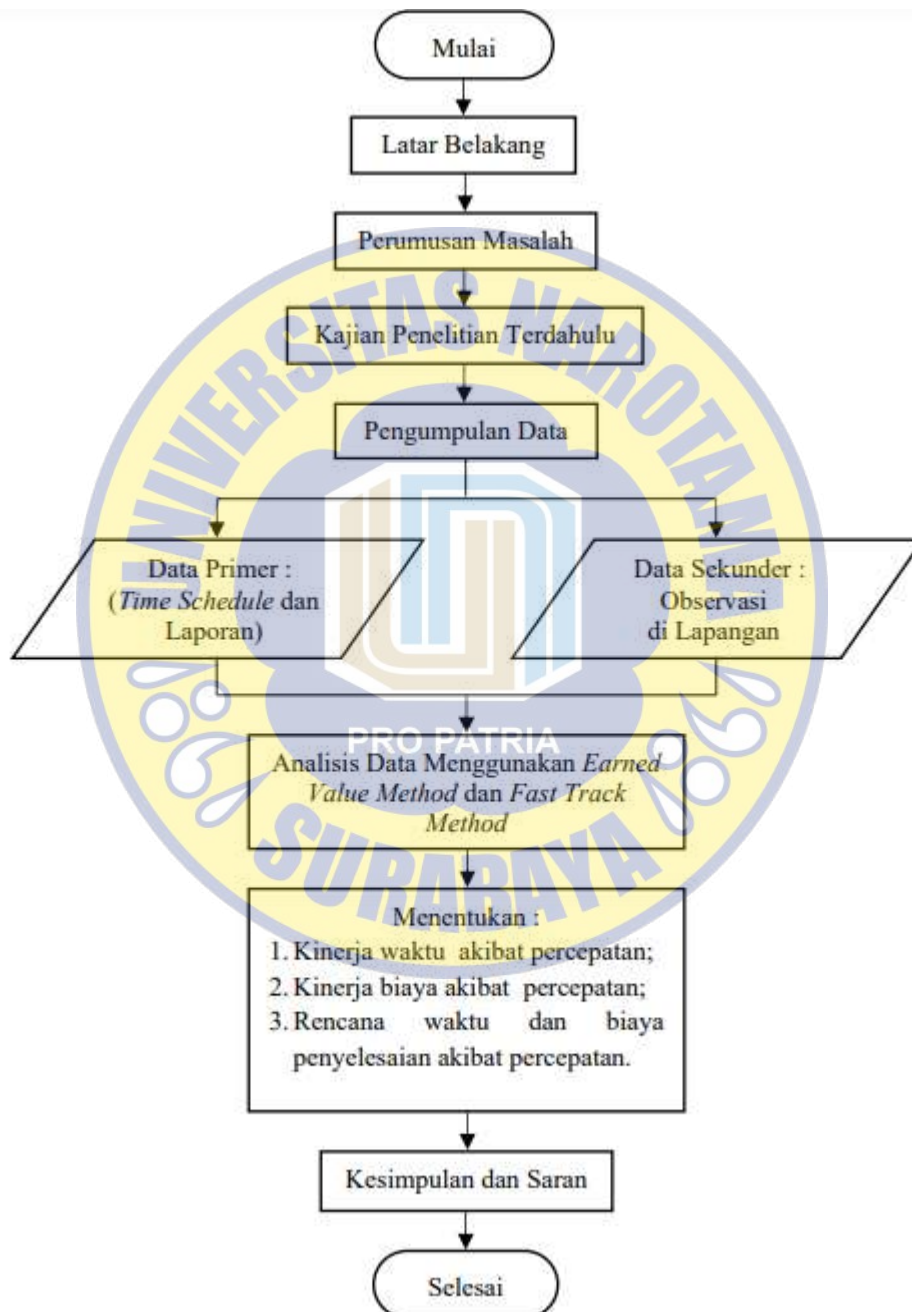 Mulai
Latar Belakang
Perumusan Masalah
Kajian Penelitian Terdahulu
Pengumpulan Data
Data Primer :
(Time Schedule dan
Laporan)
Data Sekunder :
Observasi
di Lapangan
Analisis Data Menggunakan Earned
Value Method dan Fast Track
Method
Menentukan :
1. Kinerja waktu akibat percepatan;
2. Kinerja biaya akibat percepatan;
3. Rencana waktu dan biaya
penyelesaian akibat percepatan.
Kesimpulan dan Saran
Selesai
UNIVERSITAS NAROTAMA
PRO PATRIA
SURABAYA